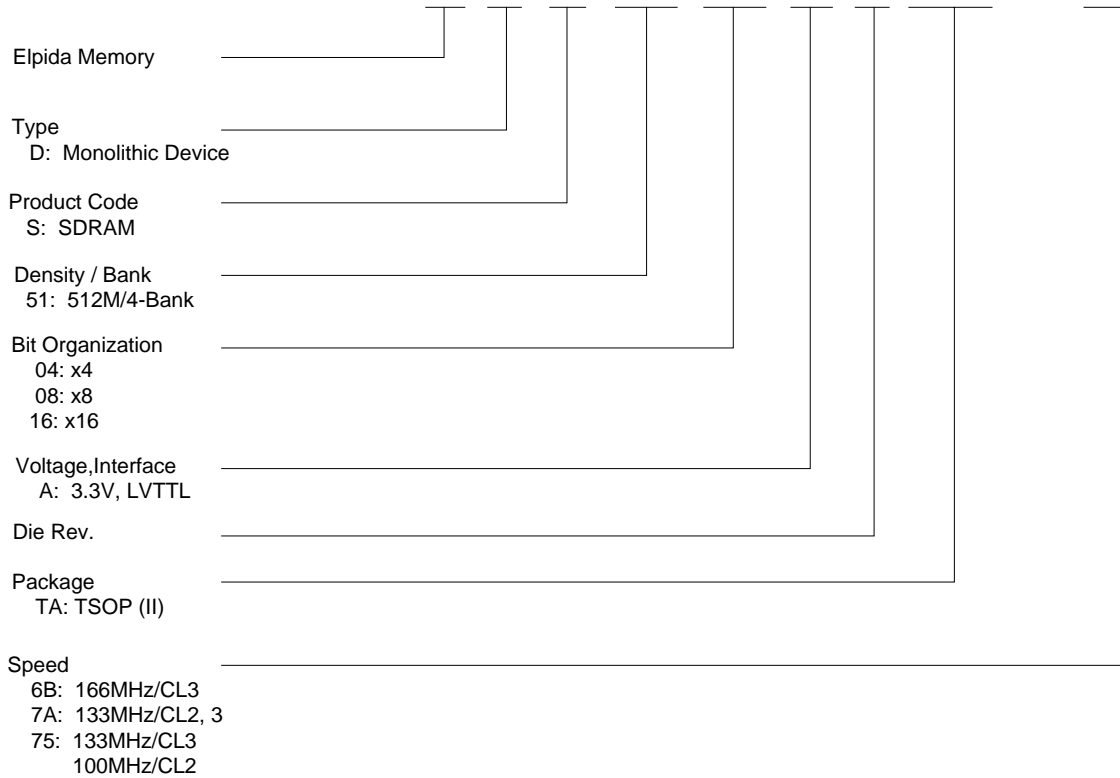 Elpida Memory
Type
D: Monolithic Device
Product Code
S: SDRAM
Density / Bank
51: 512M/4-Bank
Bit Organization
04: x4
08: x8
16: x16
Voltage,Interface
A: 3.3V, LVTTL
Die Rev.
Package
TA: TSOP (II)
Speed
6B: 166MHz/CL3
7A: 133MHz/CL2, 3
75: 133MHz/CL3
100MHz/CL2